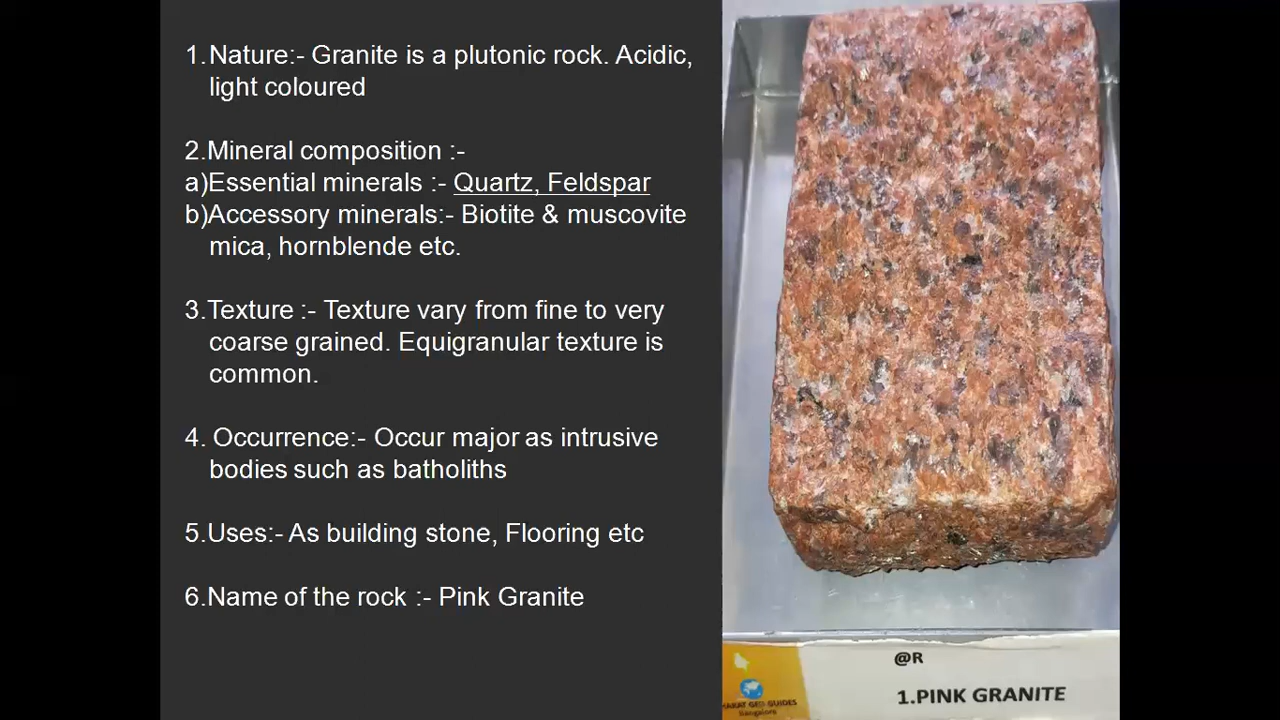 1.Nature:- Granite is a plutonic rock. Acidic,
light coloured
2.Mineral composition :-
a)Essential minerals :- Quartz, Feldspar
b)Accessory minerals:- Biotite & muscovite
mica, hornblende etc.
3.Texture :- Texture vary from fine to very
coarse grained. Equigranular texture is
common.
4. Occurrence:- Occur major as intrusive
bodies such as batholiths
5.Uses:- As building stone, Flooring etc
6.Name of the rock :- Pink Granite
@R
1.PINK GRANITE
GEO-GUIDES
Bangalore